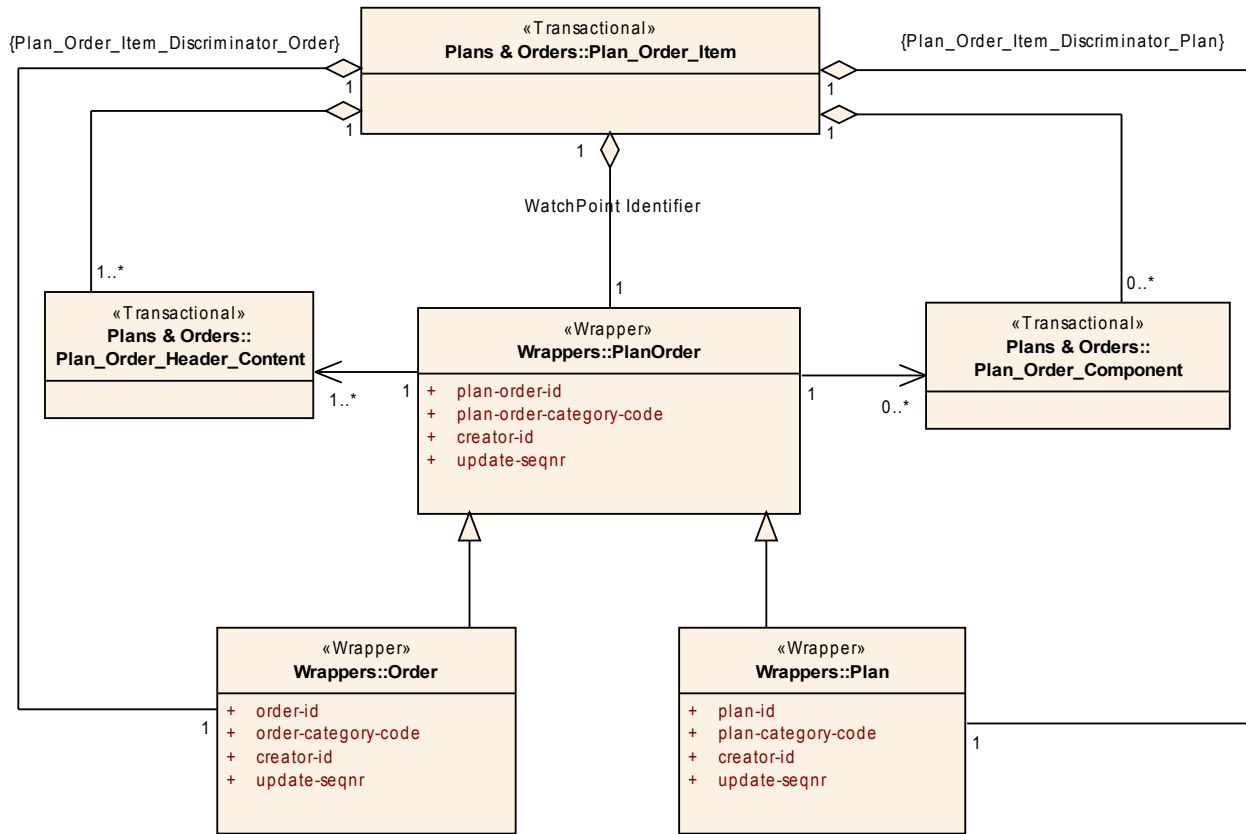 «Transactional»
{Plan_Order_Item_Discriminator_Order}
Plans & Orders::Plan_Order_Item
{Plan_Order_Item_Discriminator_Plan}
1
1
1
1
1
WatchPoint Identifier
1..*
1
0..*
«Transactional»
Plans & Orders::
Plan_Order_Header_Content
«Wrapper»
Wrappers::PlanOrder
+ plan-order-id
+ plan-order-category-code
+ creator-id
+ update-seqnr
«Transactional»
Plans & Orders::
Plan_Order_Component
1..*
1
1
0..*
«Wrapper»
Wrappers::Order
+ order-id
+ order-category-code
+ creator-id
+ update-seqnr
1
«Wrapper»
Wrappers::Plan
+ plan-id
+ plan-category-code
+ creator-id
+ update-seqnr
1